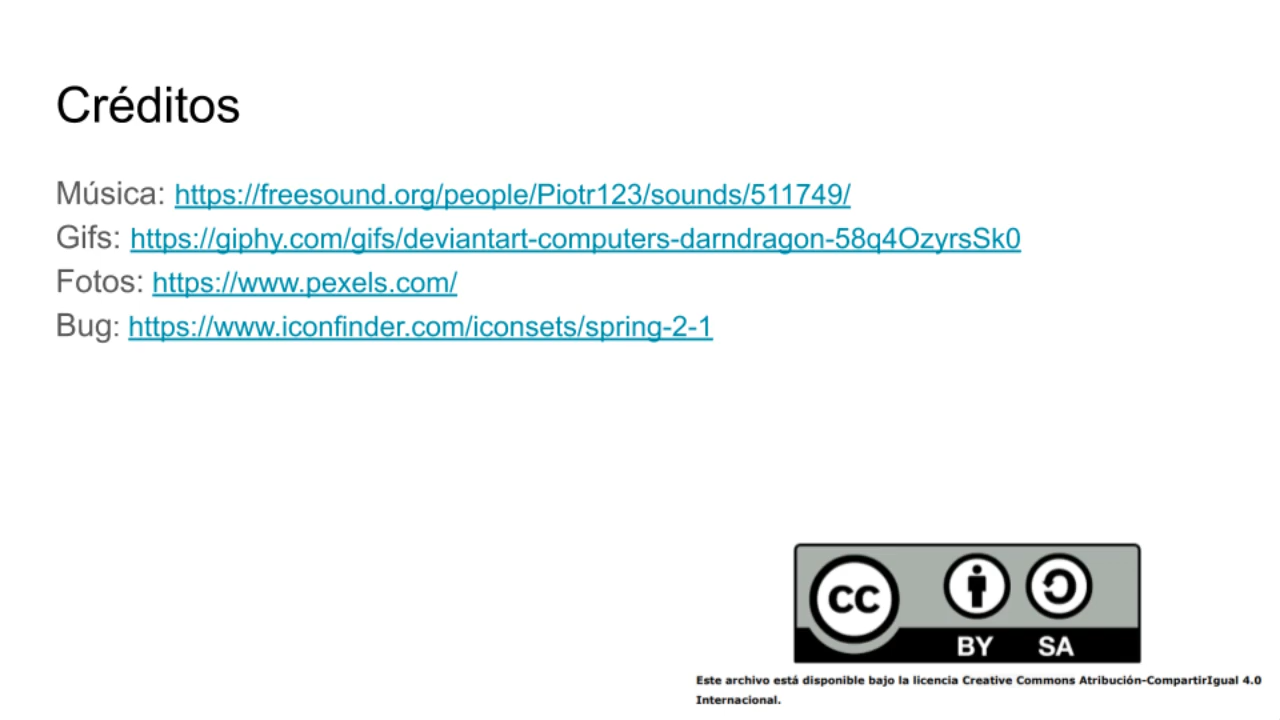 Créditos
Música: https://freesound.org/people/Piotr123/sounds/511749/
Gifs: https://giphy.com/gifs/deviantart-computers-darndragon-58q4OzyrsSk0
Fotos: https://www.pexels.com/
Bug: https://www.iconfinder.com/iconsets/spring-2-1
CC
BY SA
Este archivo está disponible bajo la licencia Creative Commons Atribución-CompartirIgual 4.0
Internacional.